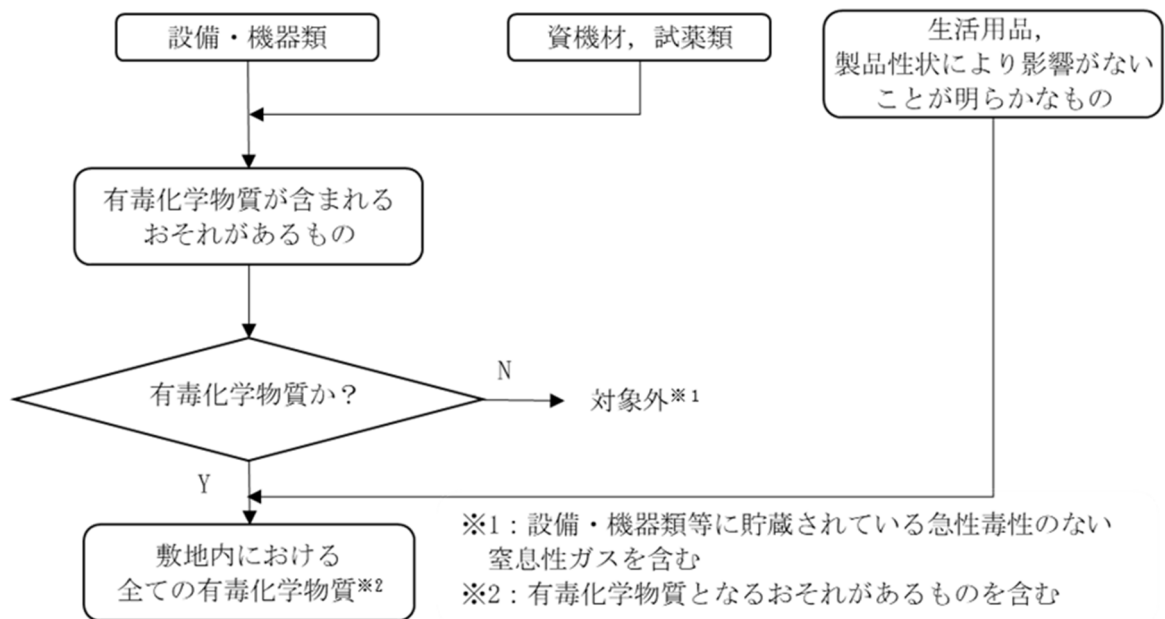 設備・機器類
資機材，試薬類
生活用品，
製品性状により影響がない
ことが明らかなもの
有毒化学物質が含まれる
おそれがあるもの
有毒化学物質か？
N
対象外※1
Y
敷地内における
全ての有毒化学物質※2
※1：設備・機器類等に貯蔵されている急性毒性のない
窒息性ガスを含む
※2：有毒化学物質となるおそれがあるものを含む